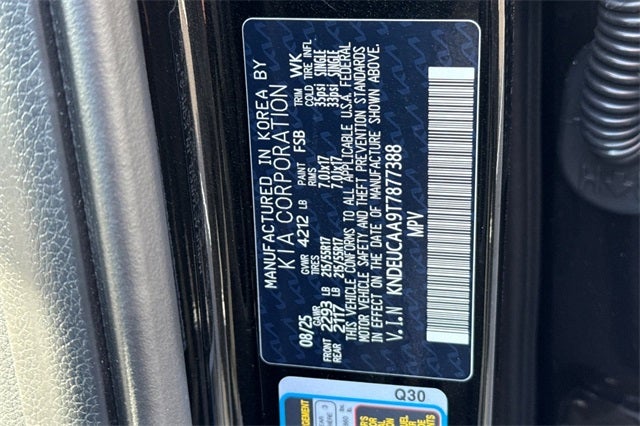 MANUFACTURED IN KOREA BY
KIA CORPORATION
08/25 GVWR 4212 LB PAINT FSB TRIM WK
GAWR TIRES RIMS COLD TIRE INFL
FRONT 2293 LB 215/55R17 7.0Jx17 35psi SINGLE
REAR 2117 LB 215/55R17 7.0Jx17 33psi SINGLE
THIS VEHICLE CONFORMS TO ALL APPLICABLE U.S.A. FEDERAL
MOTOR VEHICLE SAFETY AND THEFT PREVENTION STANDARDS
IN EFFECT ON THE DATE OF MANUFACTURE SHOWN ABOVE.
V.I.N KNDEUCAA9T7877388
MPV
Q30